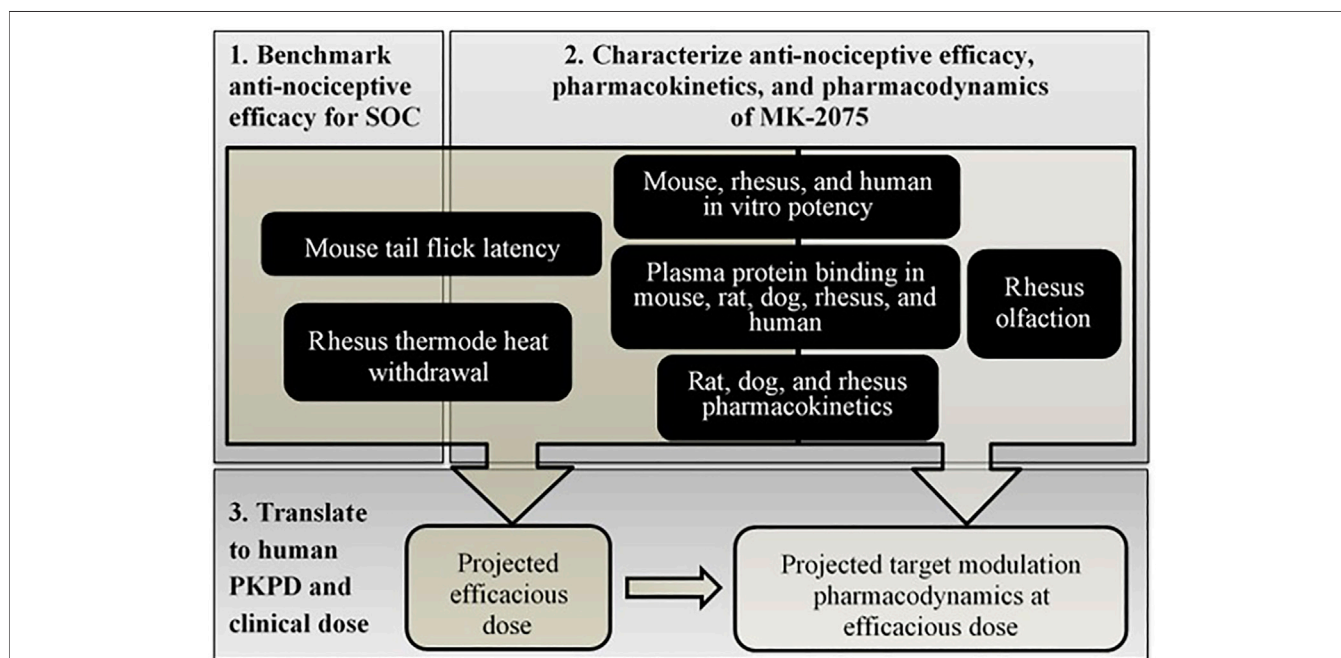 1. Benchmark
anti-nociceptive
efficacy for SOC
2. Characterize anti-nociceptive efficacy,
pharmacokinetics, and pharmacodynamics
of MK-2075
Mouse tail flick latency
Rhesus thermode heat
withdrawal
Mouse, rhesus, and human
in vitro potency
Plasma protein binding in
mouse, rat, dog, rhesus, and
human
Rat, dog, and rhesus
pharmacokinetics
Rhesus
olfaction
3. Translate
to human
PKPD and
clinical dose
Projected
efficacious
dose
Projected target modulation
pharmacodynamics at
efficacious dose